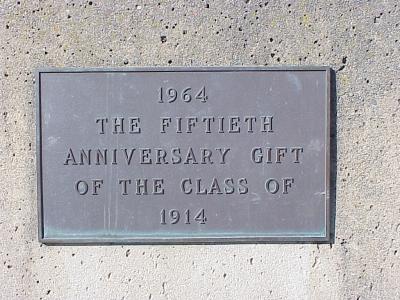 1964
THE FIFTIETH
ANNIVERSARY GIFT
OF THE CLASS OF
1914